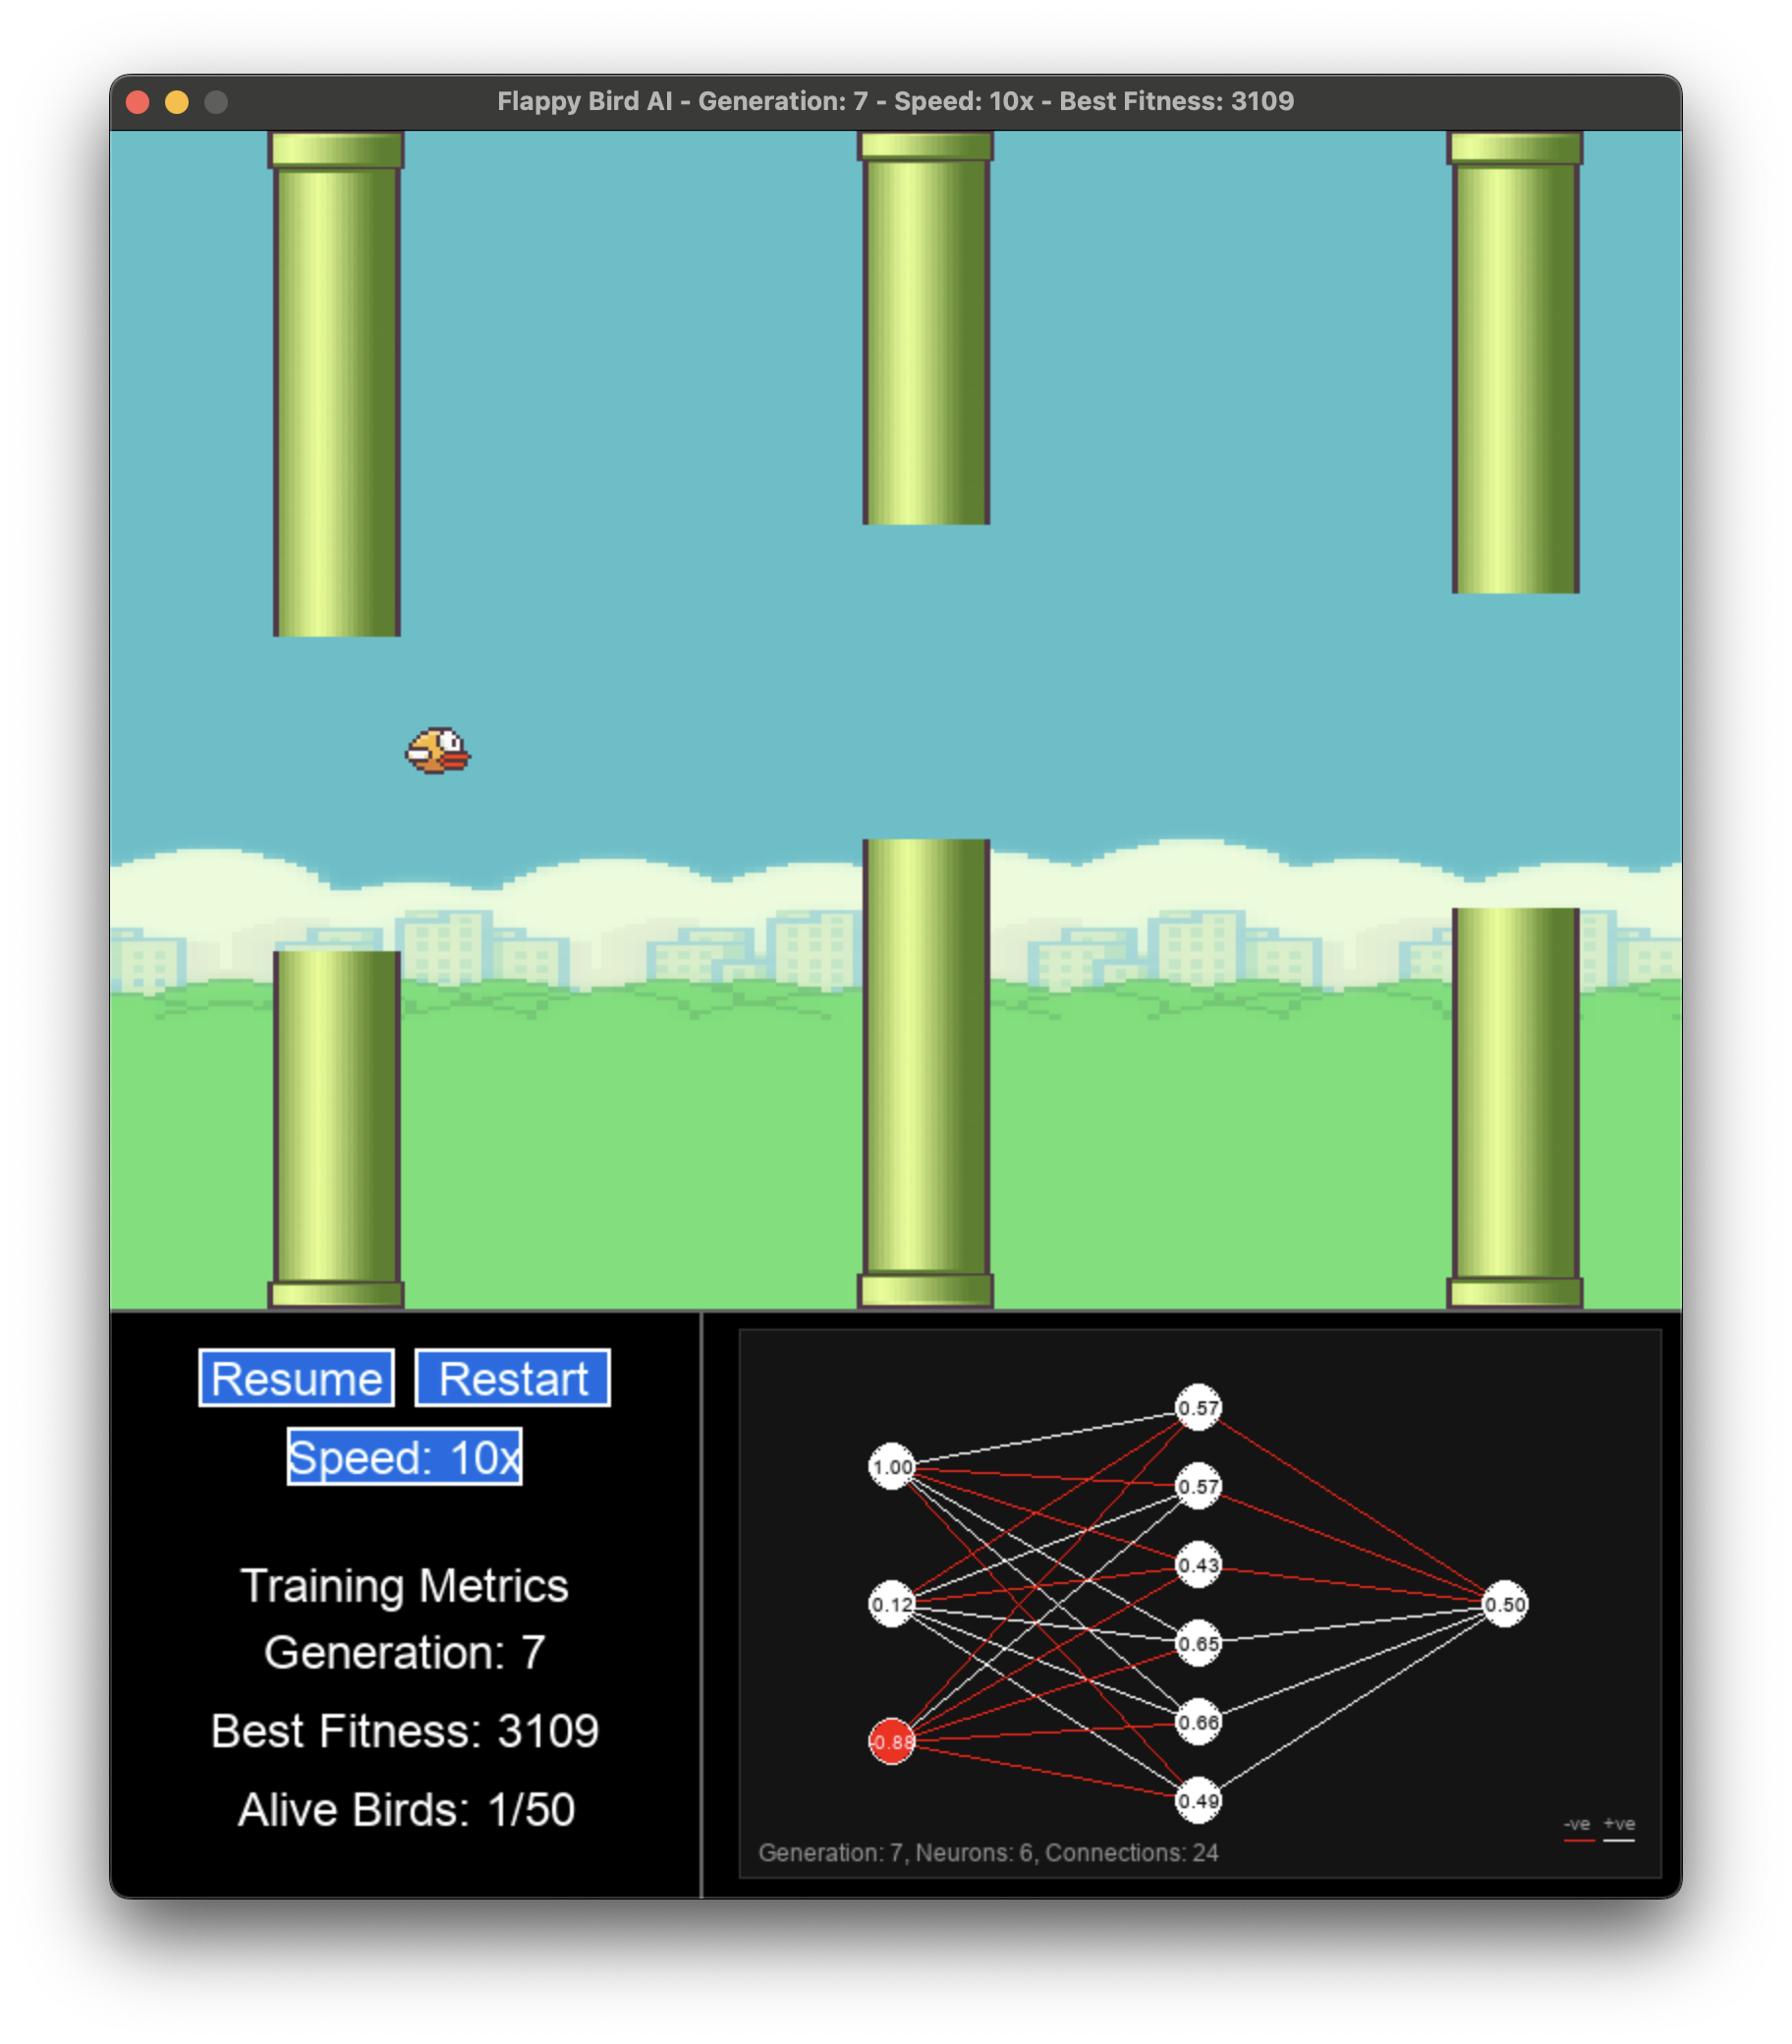 Flappy Bird AI - Generation: 7 - Speed: 10x - Best Fitness: 3109
Resume Restart
Speed: 10x
Training Metrics
Generation: 7
Best Fitness: 3109
Alive Birds: 1/50
0.57
1.00
0.57
0.43
0.12
0.50
0.65
0.66
-0.88
0.49
-ve +ve
Generation: 7, Neurons: 6, Connections: 24